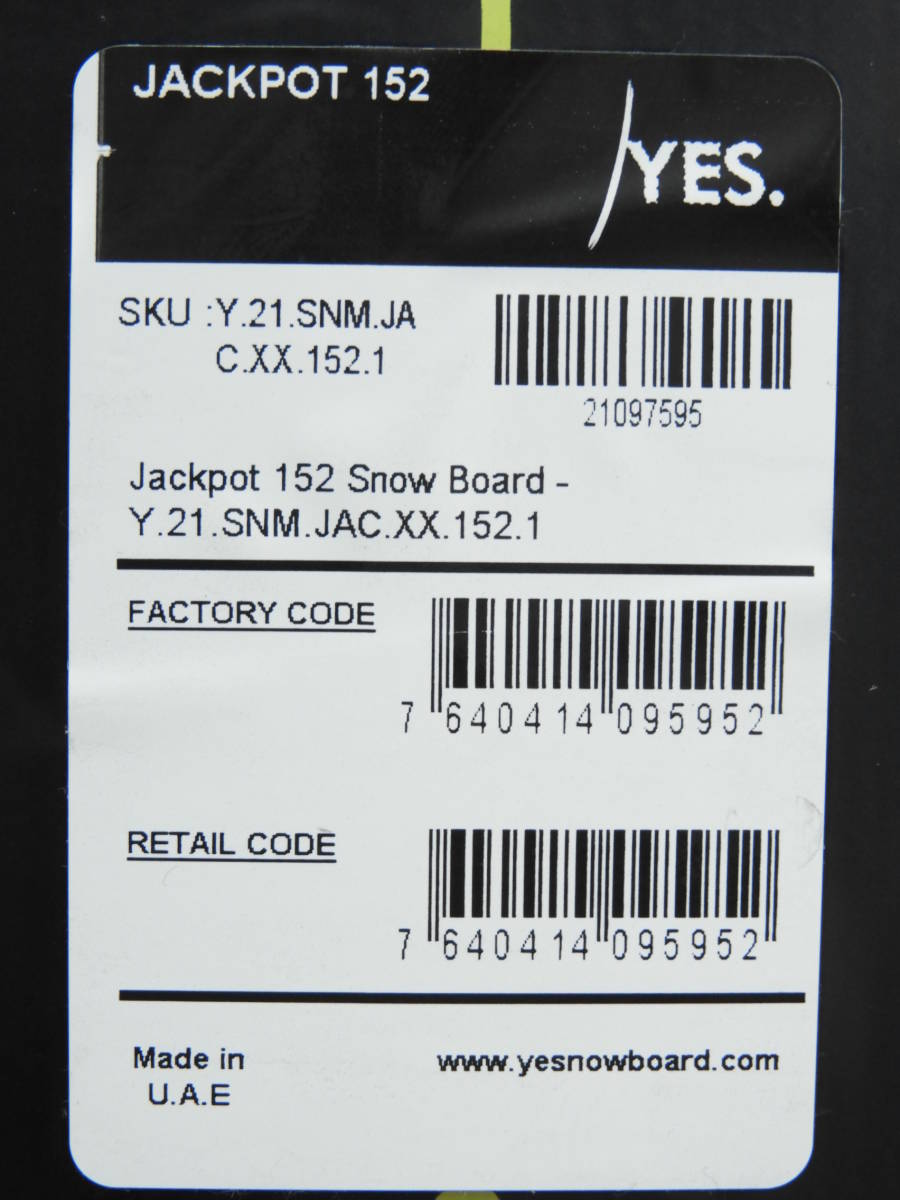 JACKPOT 152
YES.
SKU :Y.21.SNM.JA
C.XX.152.1
21097595
Jackpot 152 Snow Board -
Y.21.SNM.JAC.XX.152.1
FACTORY CODE
7 640414 095952
RETAIL CODE
7 640414 095952
Made in
U.A.E
www.yesnowboard.com